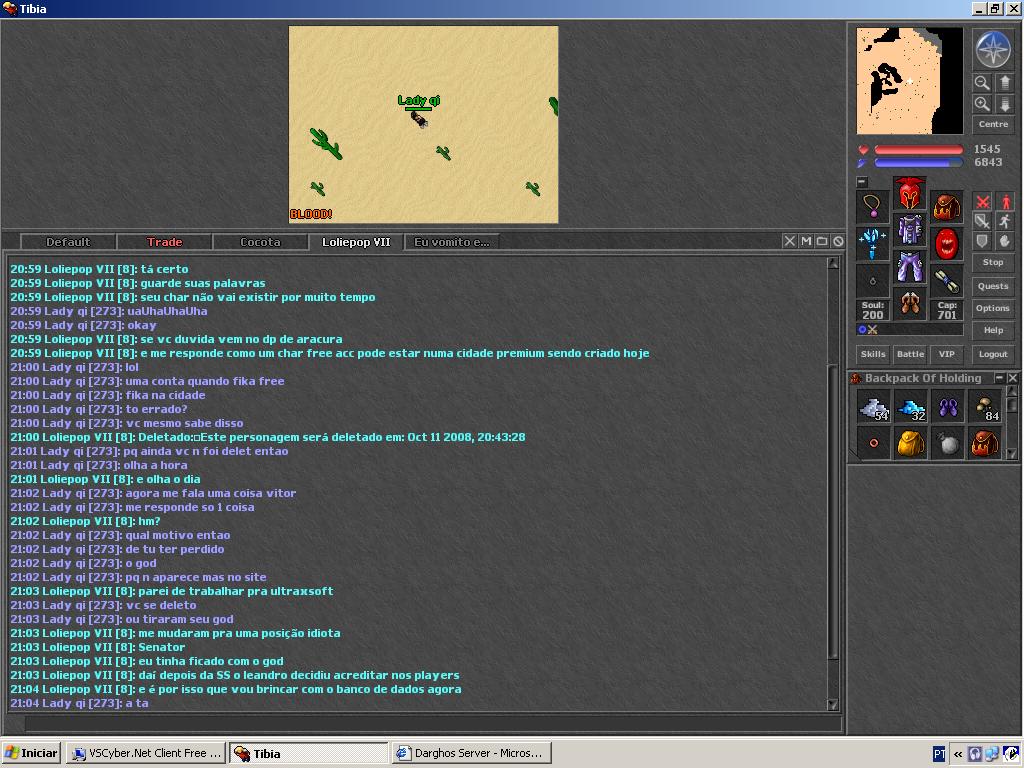 Tibia
Lady qi
BLOOD!
Centre
1545
6843
Soul:
200
Cap:
701
Stop
Quests
Options
Help
Skills
Battle
VIP
Logout
Backpack Of Holding
54
32
84
Default
Trade
Cocota
Loliepop VII
Eu vomito e...
20:59 Loliepop VII [8]: tá certo
20:59 Loliepop VII [8]: guarde suas palavras
20:59 Loliepop VII [8]: seu char não vai existir por muito tempo
20:59 Lady qi [273]: uaUhaUhaUha
20:59 Lady qi [273]: okay
20:59 Loliepop VII [8]: se vc duvida vem no dp de aracura
20:59 Loliepop VII [8]: e me responde como um char free acc pode estar numa cidade premium sendo criado hoje
21:00 Lady qi [273]: lol
21:00 Lady qi [273]: uma conta quando fika free
21:00 Lady qi [273]: fika na cidade
21:00 Lady qi [273]: to errado?
21:00 Lady qi [273]: vc mesmo sabe disso
21:00 Loliepop VII [8]: Deletado:□Este personagem será deletado em: Oct 11 2008, 20:43:28
21:01 Lady qi [273]: pq ainda vc n foi delet entao
21:01 Lady qi [273]: olha a hora
21:01 Loliepop VII [8]: e olha o dia
21:02 Lady qi [273]: agora me fala uma coisa vitor
21:02 Lady qi [273]: me responde so 1 coisa
21:02 Loliepop VII [8]: hm?
21:02 Lady qi [273]: qual motivo entao
21:02 Lady qi [273]: de tu ter perdido
21:02 Lady qi [273]: o god
21:02 Lady qi [273]: pq n aparece mas no site
21:03 Loliepop VII [8]: parei de trabalhar pra ultraxsoft
21:03 Lady qi [273]: vc se deleto
21:03 Lady qi [273]: ou tiraram seu god
21:03 Loliepop VII [8]: me mudaram pra uma posição idiota
21:03 Loliepop VII [8]: Senator
21:03 Loliepop VII [8]: eu tinha ficado com o god
21:03 Loliepop VII [8]: daí depois da SS o leandro decidiu acreditar nos players
21:04 Loliepop VII [8]: e é por isso que vou brincar com o banco de dados agora
21:04 Lady qi [273]: a ta
Iniciar
VSCyber.Net Client Free ...
Tibia
Darghos Server - Micros...
PT